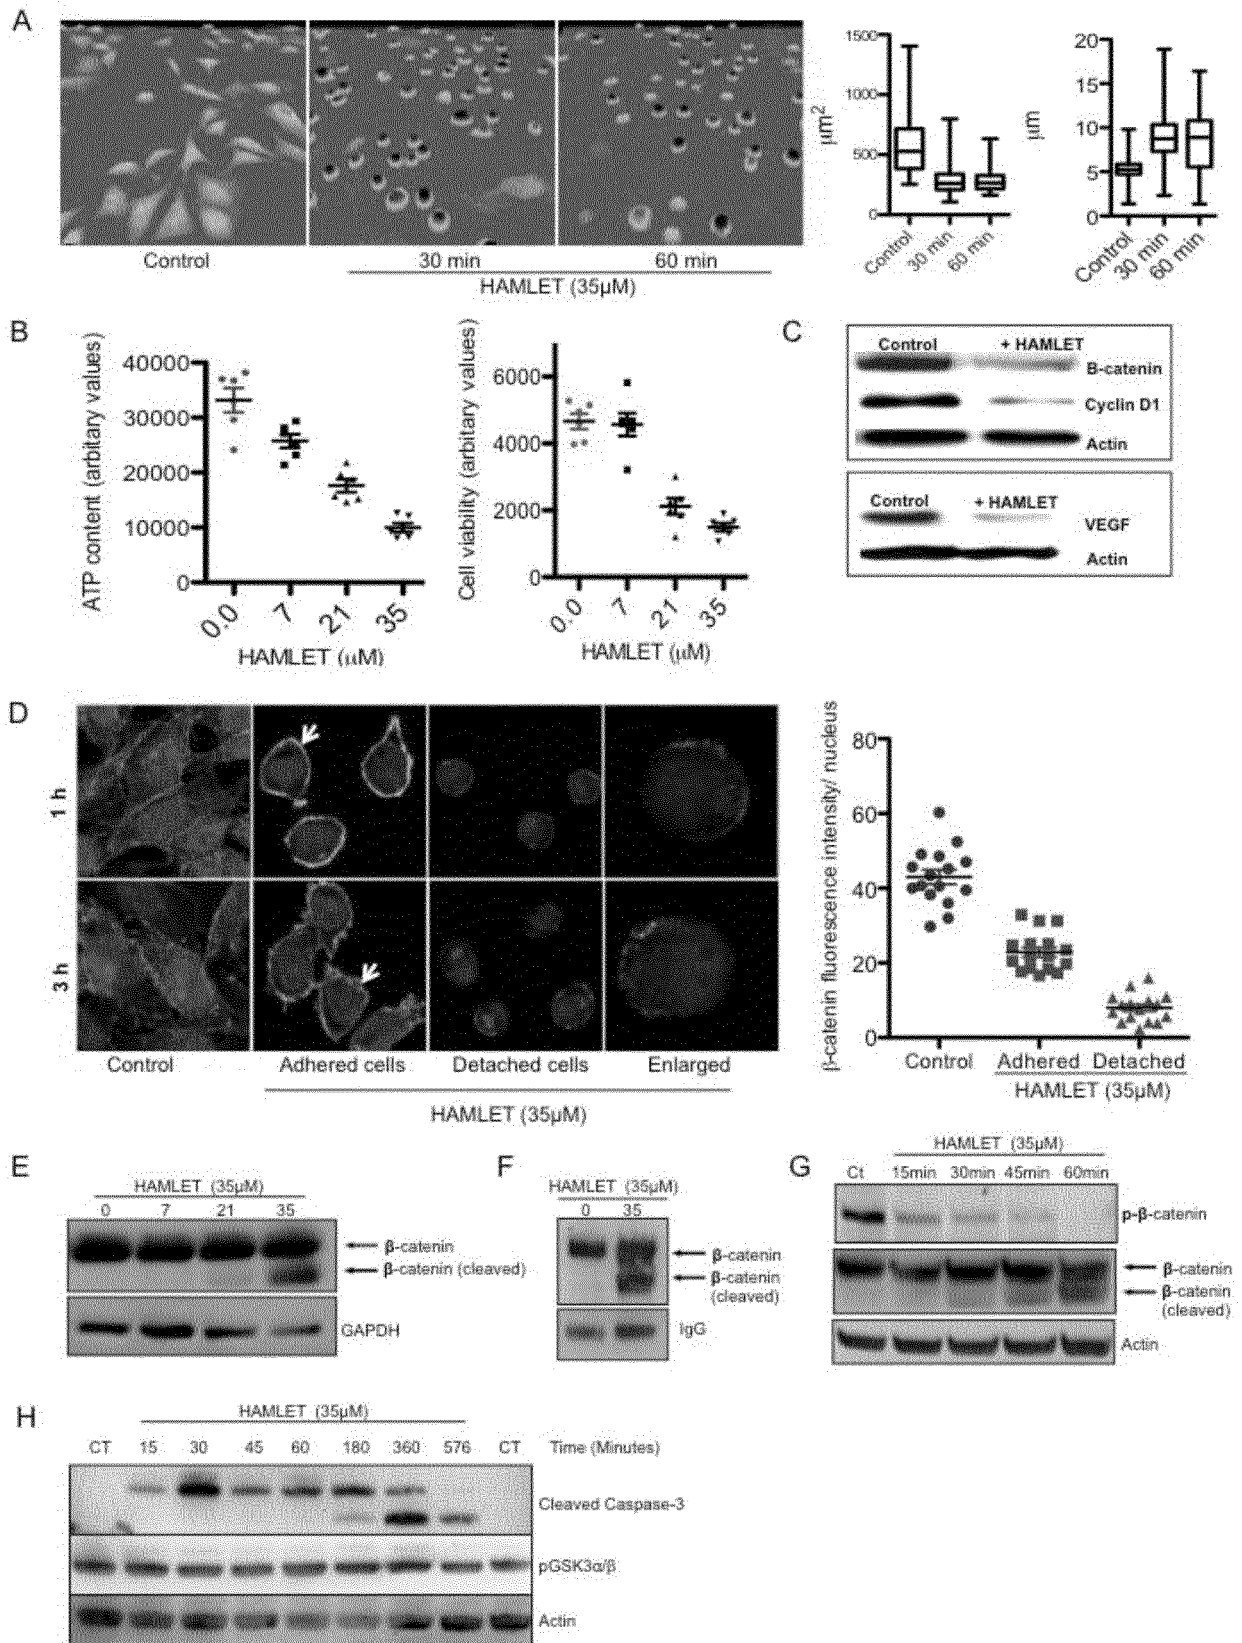 A
Control
30 min
60 min
HAMLET (35µM)
µm²
1500
1000
500
0
Control
30 min
60 min
µm
20
15
10
5
0
Control
30 min
60 min
B
ATP content (arbitary values)
40000
30000
20000
10000
0
0.0
7
21
35
HAMLET (µM)
Cell viability (arbitary values)
6000
4000
2000
0
0.0
7
21
35
HAMLET (µM)
C
Control + HAMLET
B-catenin
Cyclin D1
Actin
Control + HAMLET
VEGF
Actin
D
1 h
3 h
Control
Adhered cells
Detached cells
Enlarged
HAMLET (35µM)
β-catenin fluorescence intensity/ nucleus
80
60
40
20
0
Control
Adhered
Detached
HAMLET (35µM)
E
HAMLET (35µM)
0 7 21 35
β-catenin
β-catenin (cleaved)
GAPDH
F
HAMLET (35µM)
0 35
β-catenin
β-catenin
(cleaved)
IgG
G
HAMLET (35µM)
Ct 15min 30min 45min 60min
p-β-catenin
β-catenin
β-catenin
(cleaved)
Actin
H
HAMLET (35µM)
CT 15 30 45 60 180 360 576 CT Time (Minutes)
Cleaved Caspase-3
pGSK3α/β
Actin